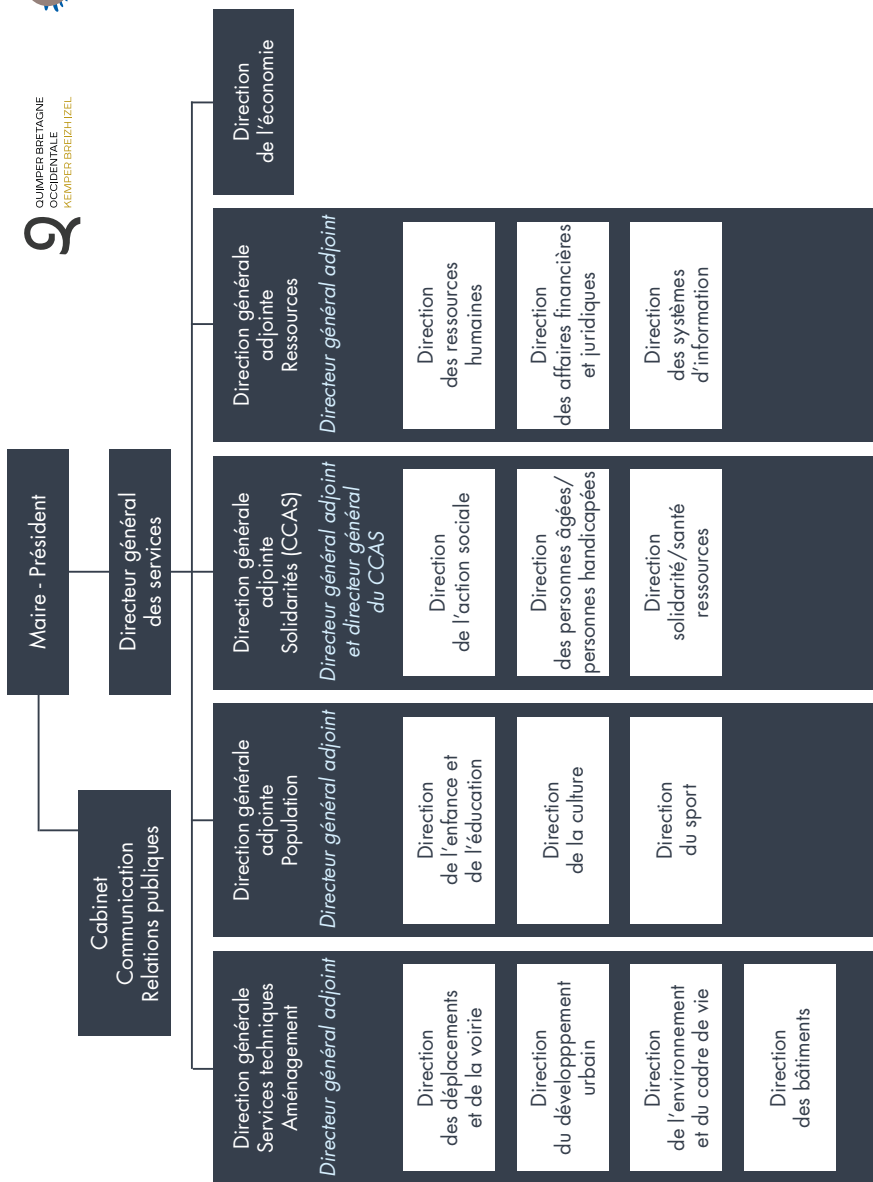 QUIMPER BRETAGNE
OCCIDENTALE
KEMPER BREIZH IZEL
Maire - Président
Cabinet
Communication
Relations publiques
Directeur général
des services
Direction générale
Services techniques
Aménagement
Directeur général adjoint
Direction
des déplacements
et de la voirie
Direction
du développpement
urbain
Direction
de l'environnement
et du cadre de vie
Direction
des bâtiments
Direction générale
adjointe
Population
Directeur général adjoint
Direction
de l'enfance et
de l'éducation
Direction
de la culture
Direction
du sport
Direction générale
adjointe
Solidarités (CCAS)
Directeur général adjoint
et directeur général
du CCAS
Direction
de l'action sociale
Direction
des personnes âgées/
personnes handicapées
Direction
solidarité/santé
ressources
Direction générale
adjointe
Ressources
Directeur général adjoint
Direction
des ressources
humaines
Direction
des affaires financières
et juridiques
Direction
des systèmes
d'information
Direction
de l'économie